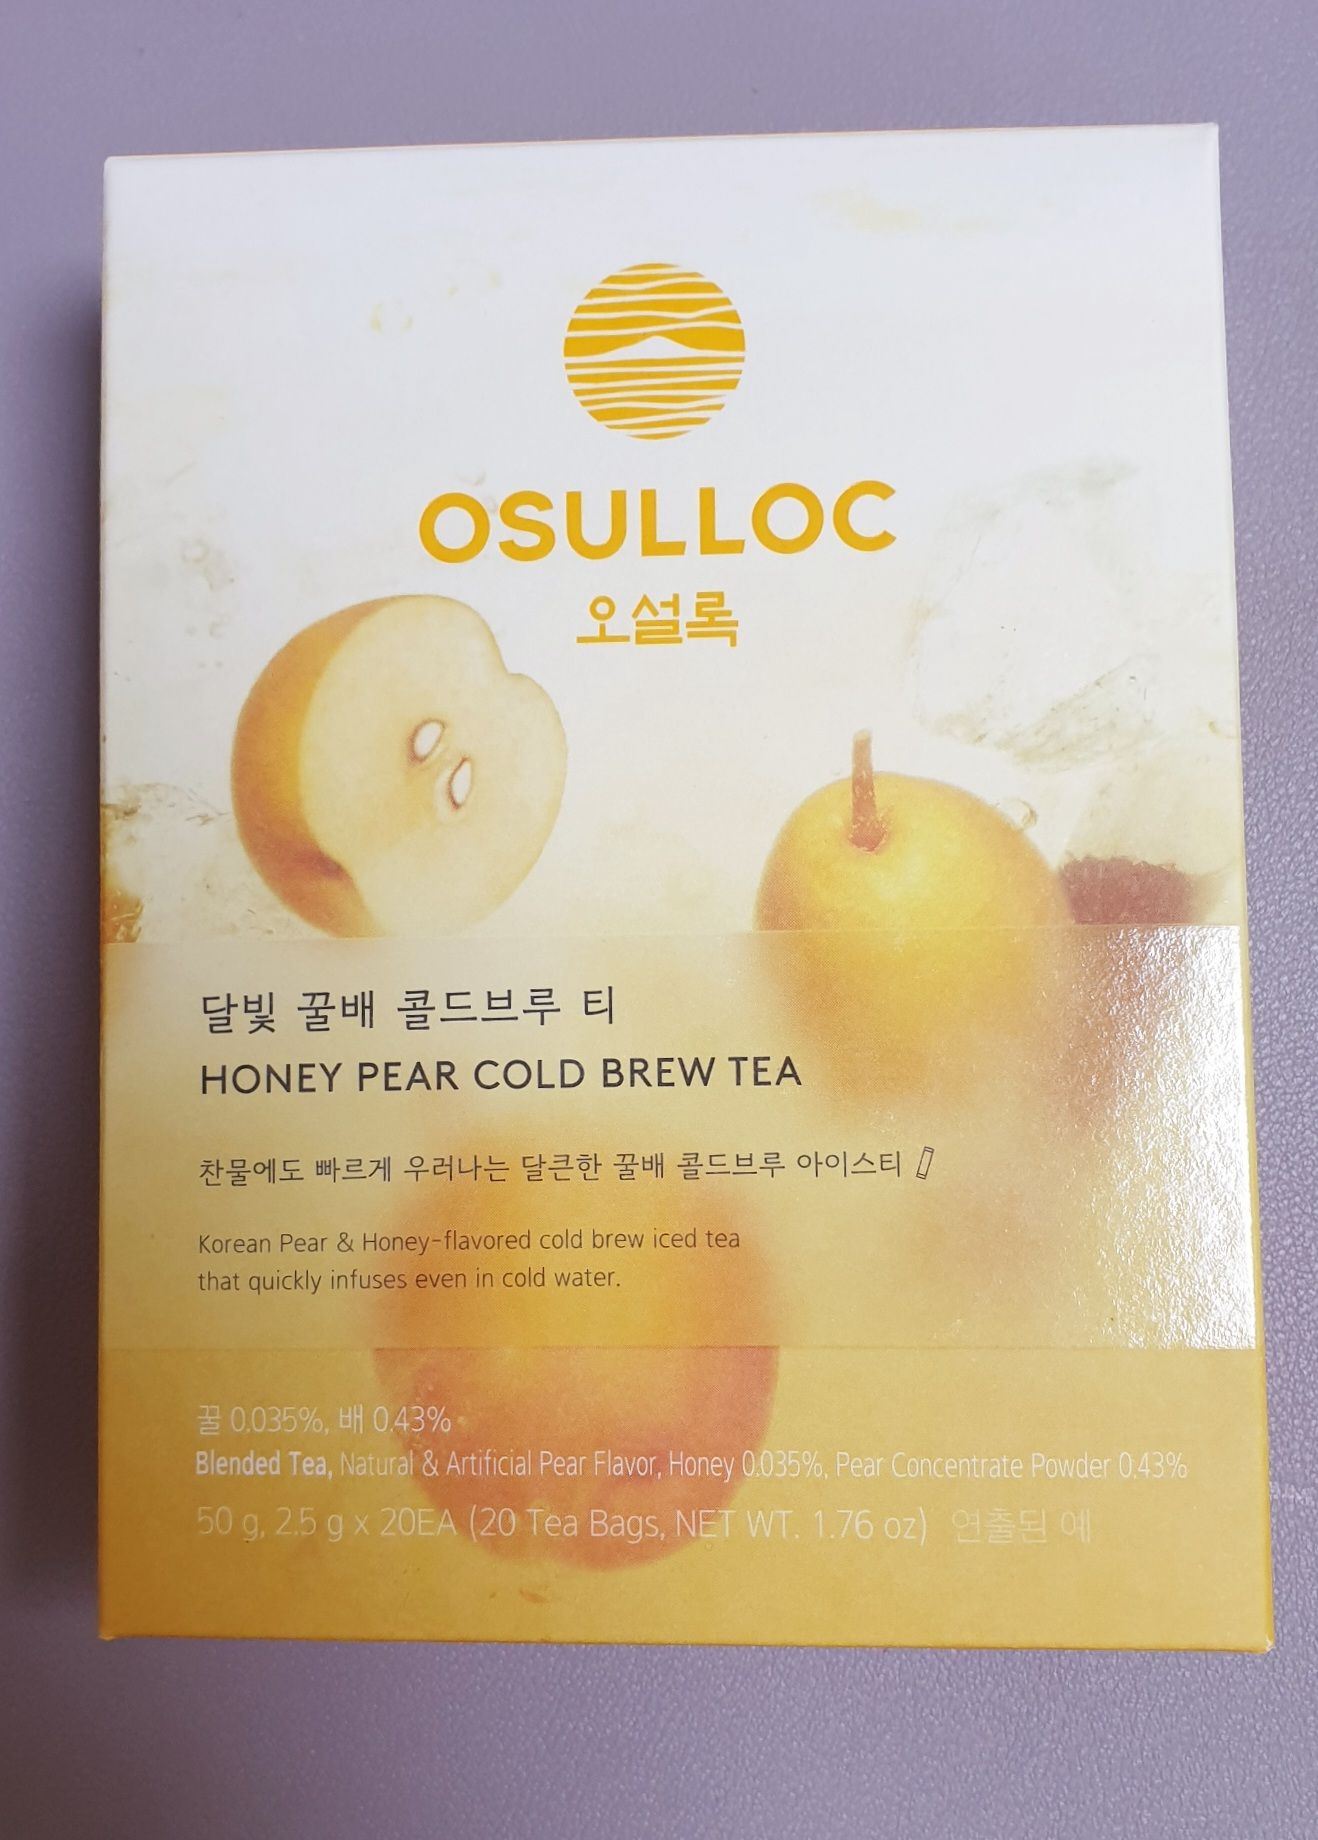 OSULLOC
오설록
달빛 꿀배 콜드브루 티
HONEY PEAR COLD BREW TEA
찬물에도 빠르게 우러나는 달큰한 꿀배 콜드브루 아이스티
Korean Pear & Honey-flavored cold brew iced tea
that quickly infuses even in cold water.
꿀 0.035%, 배 0.43%
Blended Tea, Natural & Artificial Pear Flavor, Honey 0.035%, Pear Concentrate Powder 0.43%
50 g, 2.5 g x 20EA (20 Tea Bags, NET WT. 1.76 oz) 연출된 예